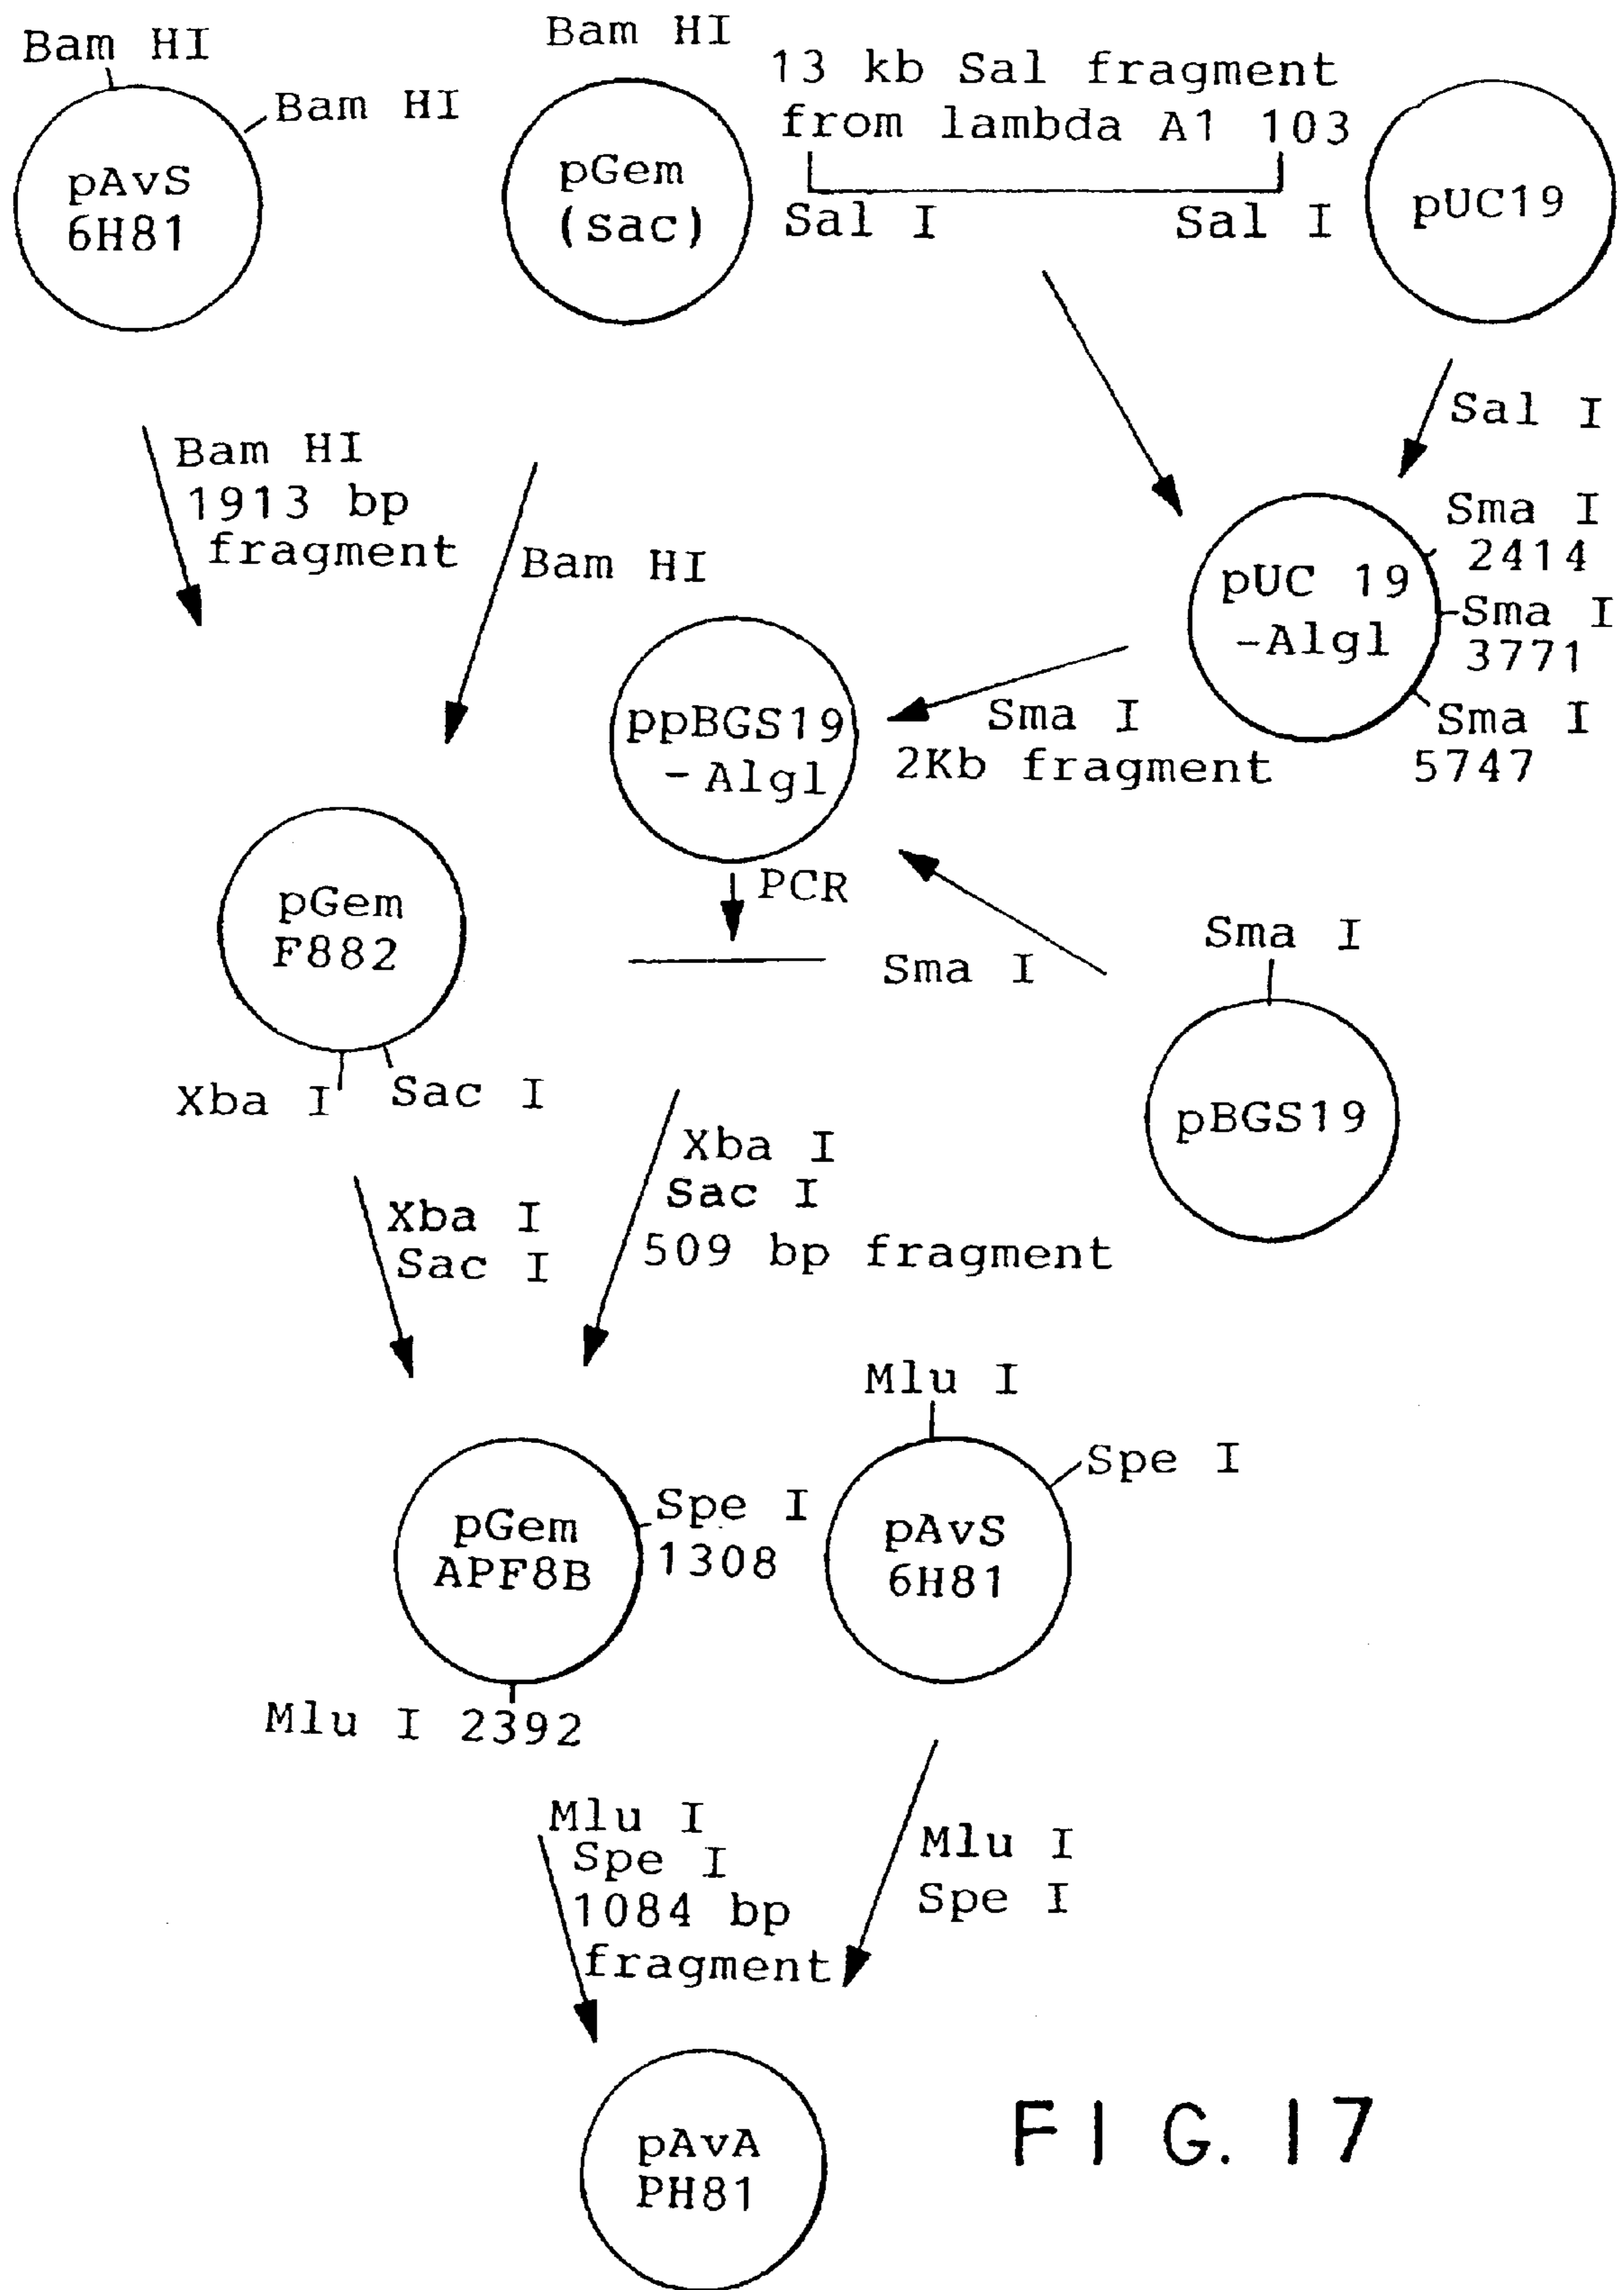 Bam HI
Bam HI
pAvS
6H81
Bam HI
pGem
(sac)
13 kb Sal fragment
from lambda A1 103
Sal I
Sal I
pUC19
Sal I
Bam HI
1913 bp
fragment
Bam HI
pUC 19
-Algl
Sma I
2414
Sma I
3771
Sma I
5747
Sma I
2Kb fragment
ppBGS19
-Algl
PCR
Sma I
Sma I
pBGS19
pGem
F882
Xba I
Sac I
Xba I
Sac I
Xba I
Sac I
509 bp fragment
pGem
APF8B
Spe I
1308
Mlu I 2392
Mlu I
Spe I
pAvS
6H81
Mlu I
Spe I
1084 bp
fragment
Mlu I
Spe I
pAvA
PH81
FIG. 17